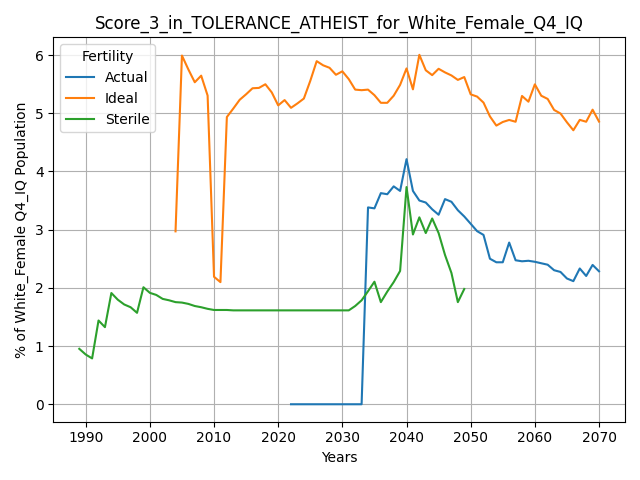 Score_3_in_TOLERANCE_ATHEIST_for_White_Female_Q4_IQ
Fertility
Actual
Ideal
Sterile
% of White_Female Q4_IQ Population
6
5
4
3
2
1
0
1990 2000 2010 2020 2030 2040 2050 2060 2070
Years